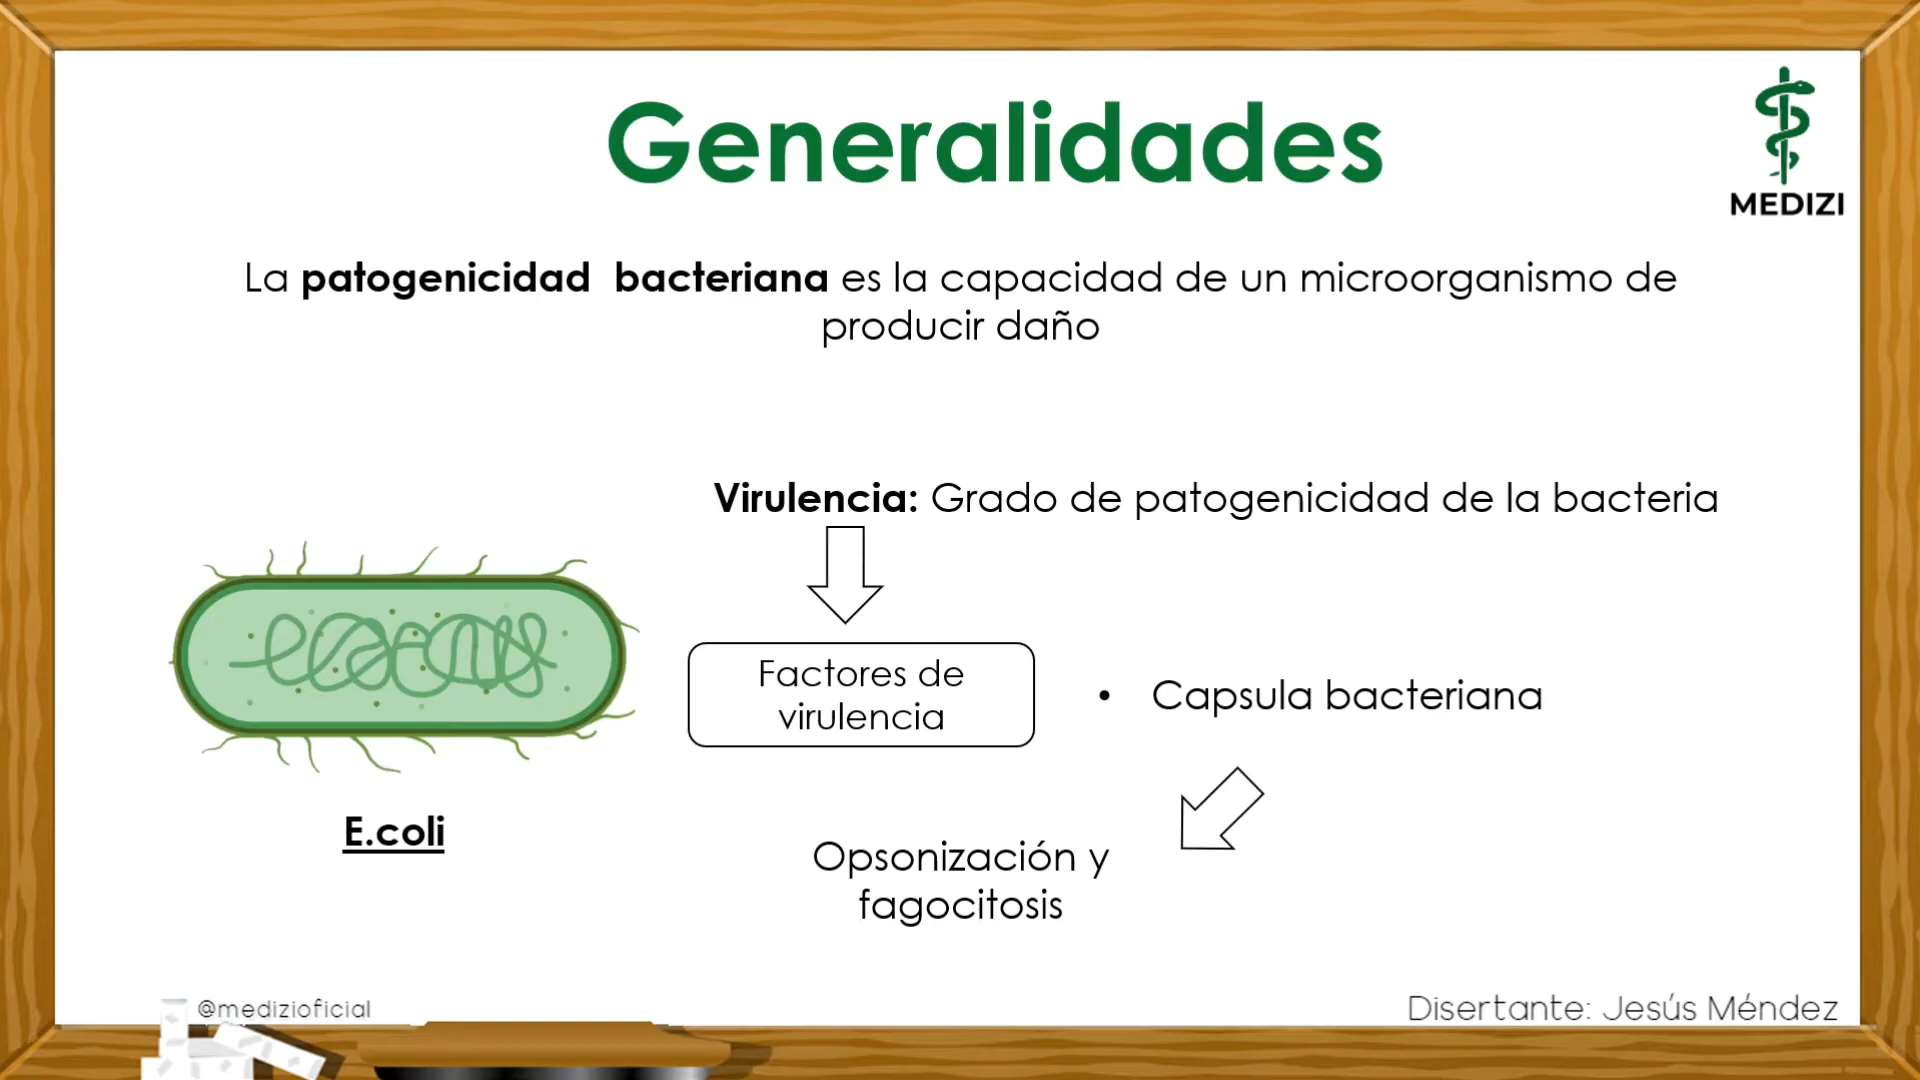 Generalidades
MEDIZI
La patogenicidad bacteriana es la capacidad de un microorganismo de
producir daño
Virulencia: Grado de patogenicidad de la bacteria
Factores de
virulencia
• Capsula bacteriana
E.coli
Opsonización y
fagocitosis
@medizioficial
Disertante: Jesús Méndez